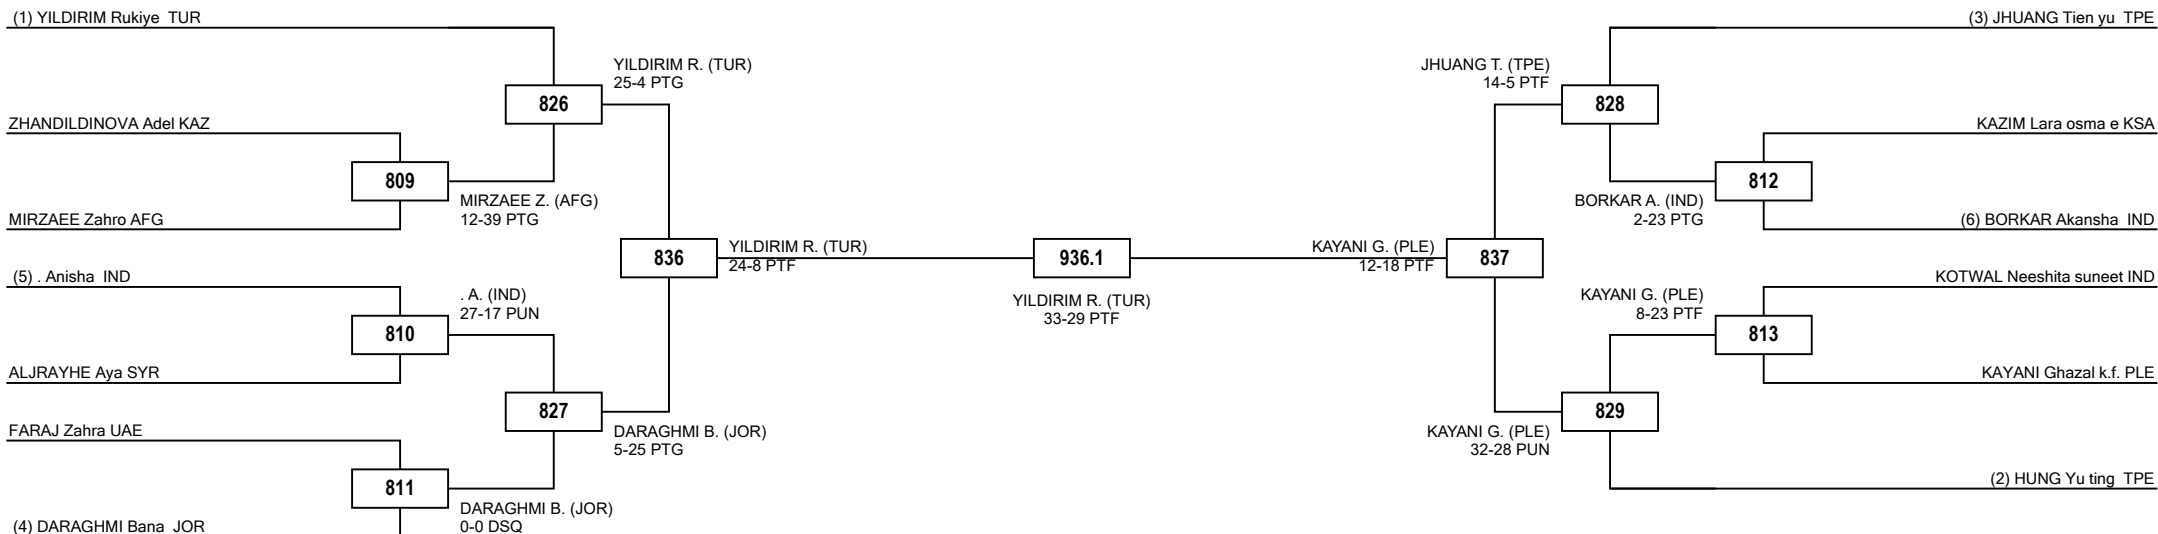 (1) YILDIRIM Rukiye TUR
ZHANDILDINOVA Adel KAZ
MIRZAEE Zahro AFG
(5) . Anisha IND
ALJRAYHE Aya SYR
FARAJ Zahra UAE
(4) DARAGHMI Bana JOR
809
MIRZAEE Z. (AFG)
12-39 PTG
810
. A. (IND)
27-17 PUN
811
DARAGHMI B. (JOR)
0-0 DSQ
826
YILDIRIM R. (TUR)
25-4 PTG
827
DARAGHMI B. (JOR)
5-25 PTG
836
YILDIRIM R. (TUR)
24-8 PTF
936.1
YILDIRIM R. (TUR)
33-29 PTF
KAYANI G. (PLE)
12-18 PTF
837
JHUANG T. (TPE)
14-5 PTF
828
KAYANI G. (PLE)
32-28 PUN
829
BORKAR A. (IND)
2-23 PTG
812
KAYANI G. (PLE)
8-23 PTF
813
(3) JHUANG Tien yu TPE
KAZIM Lara osma e KSA
(6) BORKAR Akansha IND
KOTWAL Neeshita suneet IND
KAYANI Ghazal k.f. PLE
(2) HUNG Yu ting TPE